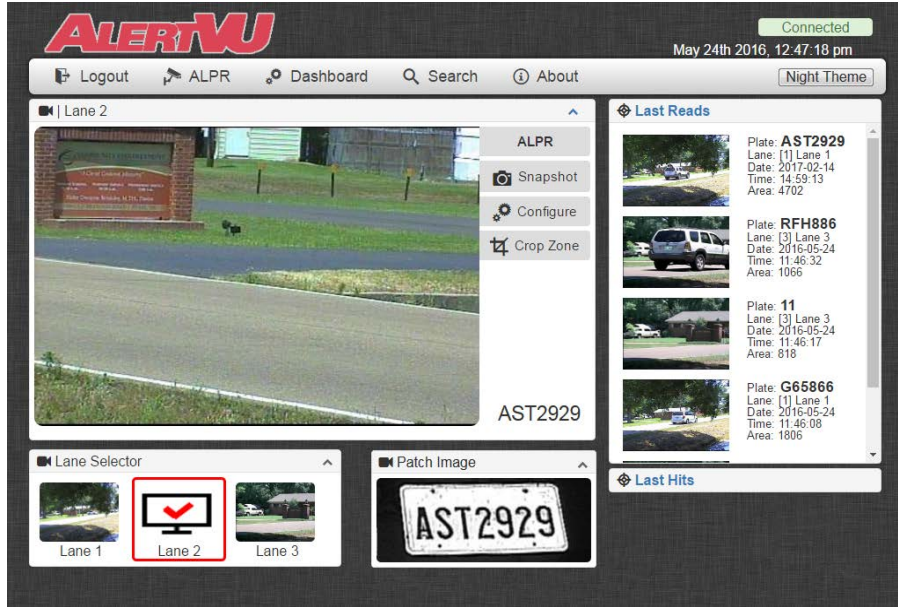 ALERTVU
Connected
May 24th 2016, 12:47:18 pm
Logout ALPR Dashboard Search About Night Theme
| Lane 2
ALPR
Snapshot
Configure
Crop Zone
AST2929
Last Reads
Plate: AST2929
Lane: [1] Lane 1
Date: 2017-02-14
Time: 14:59:13
Area: 4702
Plate: RFH886
Lane: [3] Lane 3
Date: 2016-05-24
Time: 11:46:32
Area: 1066
Plate: 11
Lane: [3] Lane 3
Date: 2016-05-24
Time: 11:46:17
Area: 818
Plate: G65866
Lane: [1] Lane 1
Date: 2016-05-24
Time: 11:46:08
Area: 1806
Last Hits
Lane Selector
Lane 1 Lane 2 Lane 3
Patch Image
AST2929